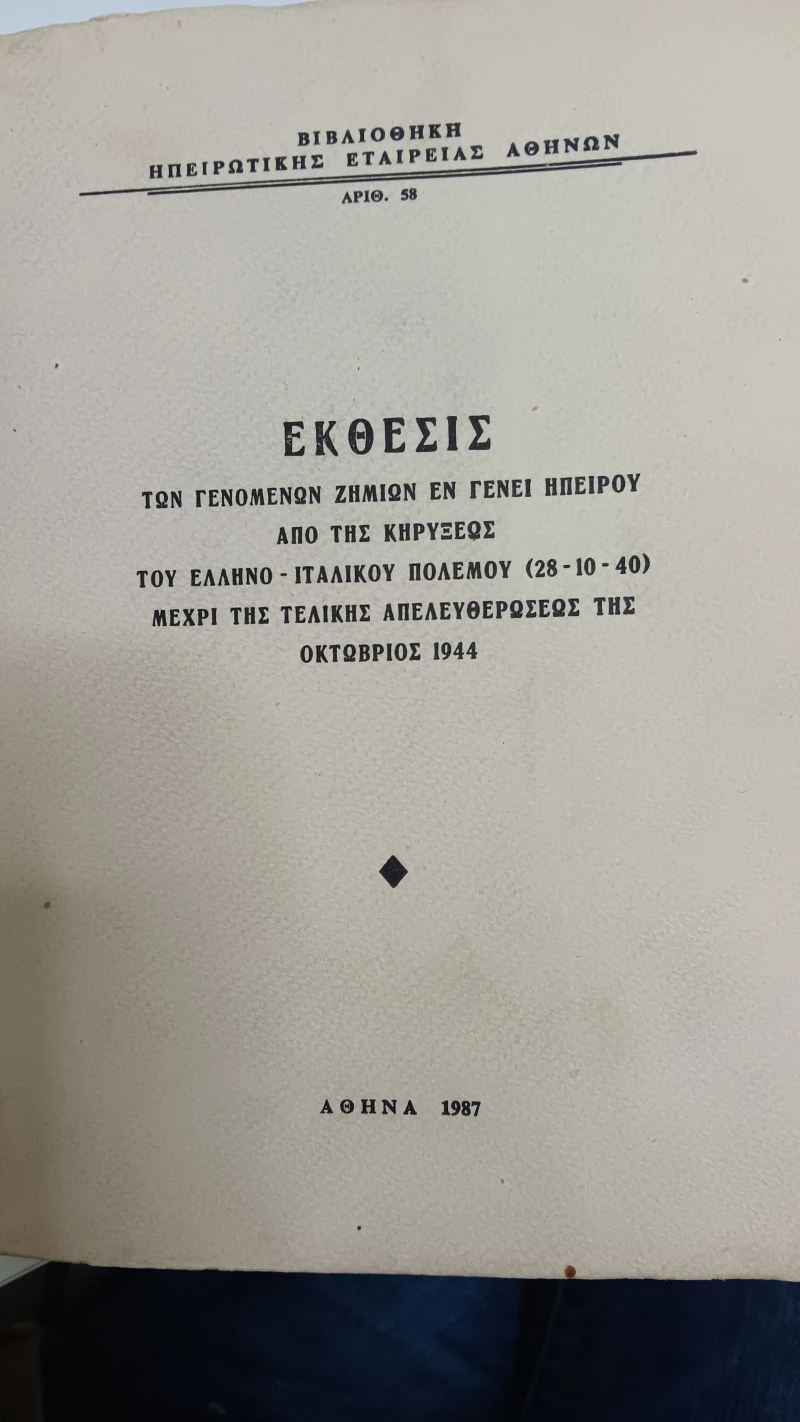 ΒΙΒΛΙΟΘΗΚΗ
ΗΠΕΙΡΩΤΙΚΗΣ ΕΤΑΙΡΕΙΑΣ ΑΘΗΝΩΝ
ΑΡΙΘ. 58
ΕΚΘΕΣΙΣ
ΤΩΝ ΓΕΝΟΜΕΝΩΝ ΖΗΜΙΩΝ ΕΝ ΓΕΝΕΙ ΗΠΕΙΡΟΥ
ΑΠΟ ΤΗΣ ΚΗΡΥΞΕΩΣ
ΤΟΥ ΕΛΛΗΝΟ - ΙΤΑΛΙΚΟΥ ΠΟΛΕΜΟΥ (28 - 10 - 40)
ΜΕΧΡΙ ΤΗΣ ΤΕΛΙΚΗΣ ΑΠΕΛΕΥΘΕΡΩΣΕΩΣ ΤΗΣ
ΟΚΤΩΒΡΙΟΣ 1944
ΑΘΗΝΑ 1987